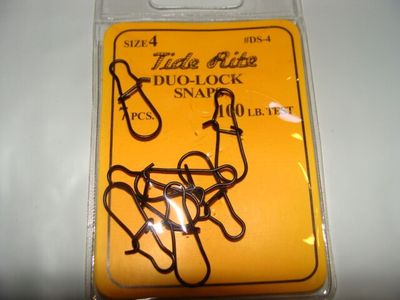 SIZE 4 #DS-4
Tide Rite
DUO-LOCK
SNAPS
7 PCS. 100 LB. TEST